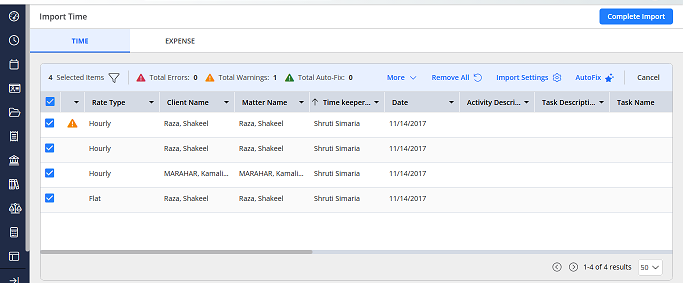 Import Time
Complete Import
TIME
EXPENSE
4 Selected Items
Total Errors: 0
Total Warnings: 1
Total Auto-Fix: 0
More
Remove All
Import Settings
AutoFix
Cancel
Rate Type
Client Name
Matter Name
Time keeper...
Date
Activity Descri...
Task Descripti...
Task Name
Hourly Raza, Shakeel Raza, Shakeel Shruti Simaria 11/14/2017
Hourly Raza, Shakeel Raza, Shakeel Shruti Simaria 11/14/2017
Hourly MARAHAR, Kamali... MARAHAR, Kamali... Shruti Simaria 11/14/2017
Flat Raza, Shakeel Raza, Shakeel Shruti Simaria 11/14/2017
1-4 of 4 results
50